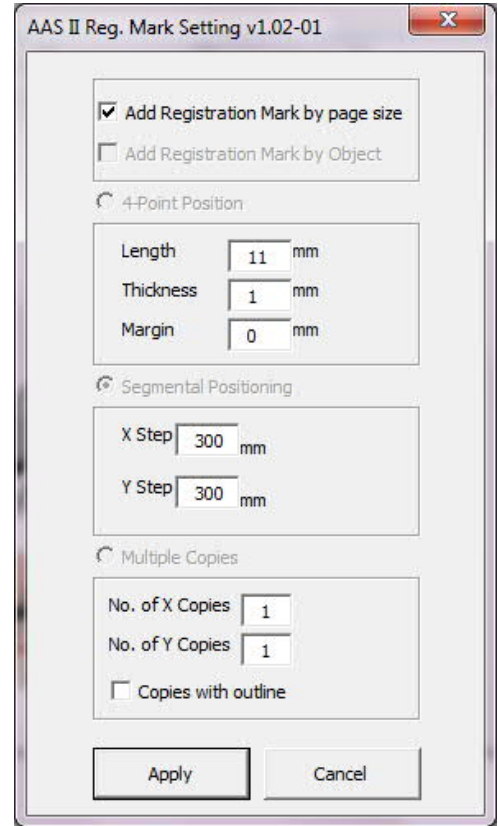 AAS II Reg. Mark Setting v1.02-01
Add Registration Mark by page size
Add Registration Mark by Object
4-Point Position
Length 11 mm
Thickness 1 mm
Margin 0 mm
Segmental Positioning
X Step 300 mm
Y Step 300 mm
Multiple Copies
No. of X Copies 1
No. of Y Copies 1
Copies with outline
Apply Cancel